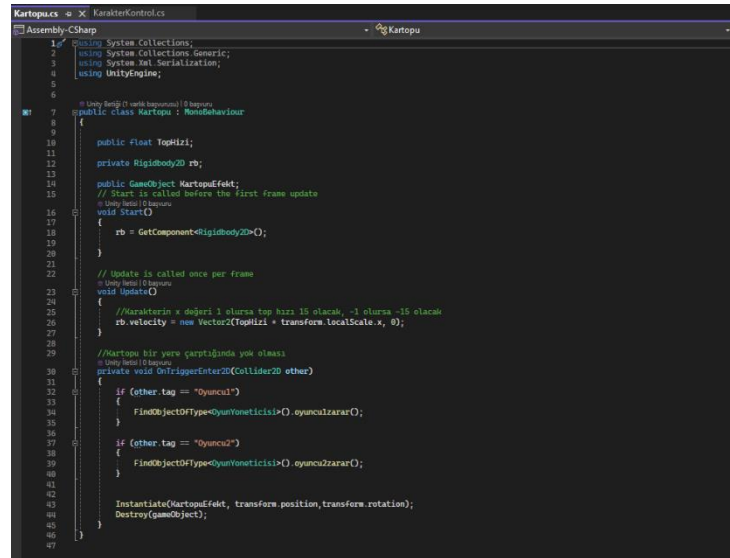 Kartopu.cs KarakterKontrol.cs
Assembly-CSharp Kartopu
1 using System.Collections;
2 using System.Collections.Generic;
3 using System.Xml.Serialization;
4 using UnityEngine;
5
6
Unity Betiği (1 varlık başvurusu) | 0 başvuru
7 public class Kartopu : MonoBehaviour
8 {
9
10 public float TopHizi;
11
12 private Rigidbody2D rb;
13
14 public GameObject KartopuEfekt;
15 // Start is called before the first frame update
Unity İletisi | 0 başvuru
16 void Start()
17 {
18 rb = GetComponent<Rigidbody2D>();
19
20 }
21
22 // Update is called once per frame
Unity İletisi | 0 başvuru
23 void Update()
24 {
25 //Karakterin x değeri 1 olursa top hızı 15 olacak, -1 olursa -15 olacak
26 rb.velocity = new Vector2(TopHizi * transform.localScale.x, 0);
27 }
28
29 //Kartopu bir yere çarptığında yok olması
Unity İletisi | 0 başvuru
30 private void OnTriggerEnter2D(Collider2D other)
31 {
32 if (other.tag == "Oyuncu1")
33 {
34 FindObjectOfType<OyunYoneticisi>().oyuncu1zarar();
35 }
36
37 if (other.tag == "Oyuncu2")
38 {
39 FindObjectOfType<OyunYoneticisi>().oyuncu2zarar();
40 }
41
42
43 Instantiate(KartopuEfekt, transform.position,transform.rotation);
44 Destroy(gameObject);
45 }
46 }
47